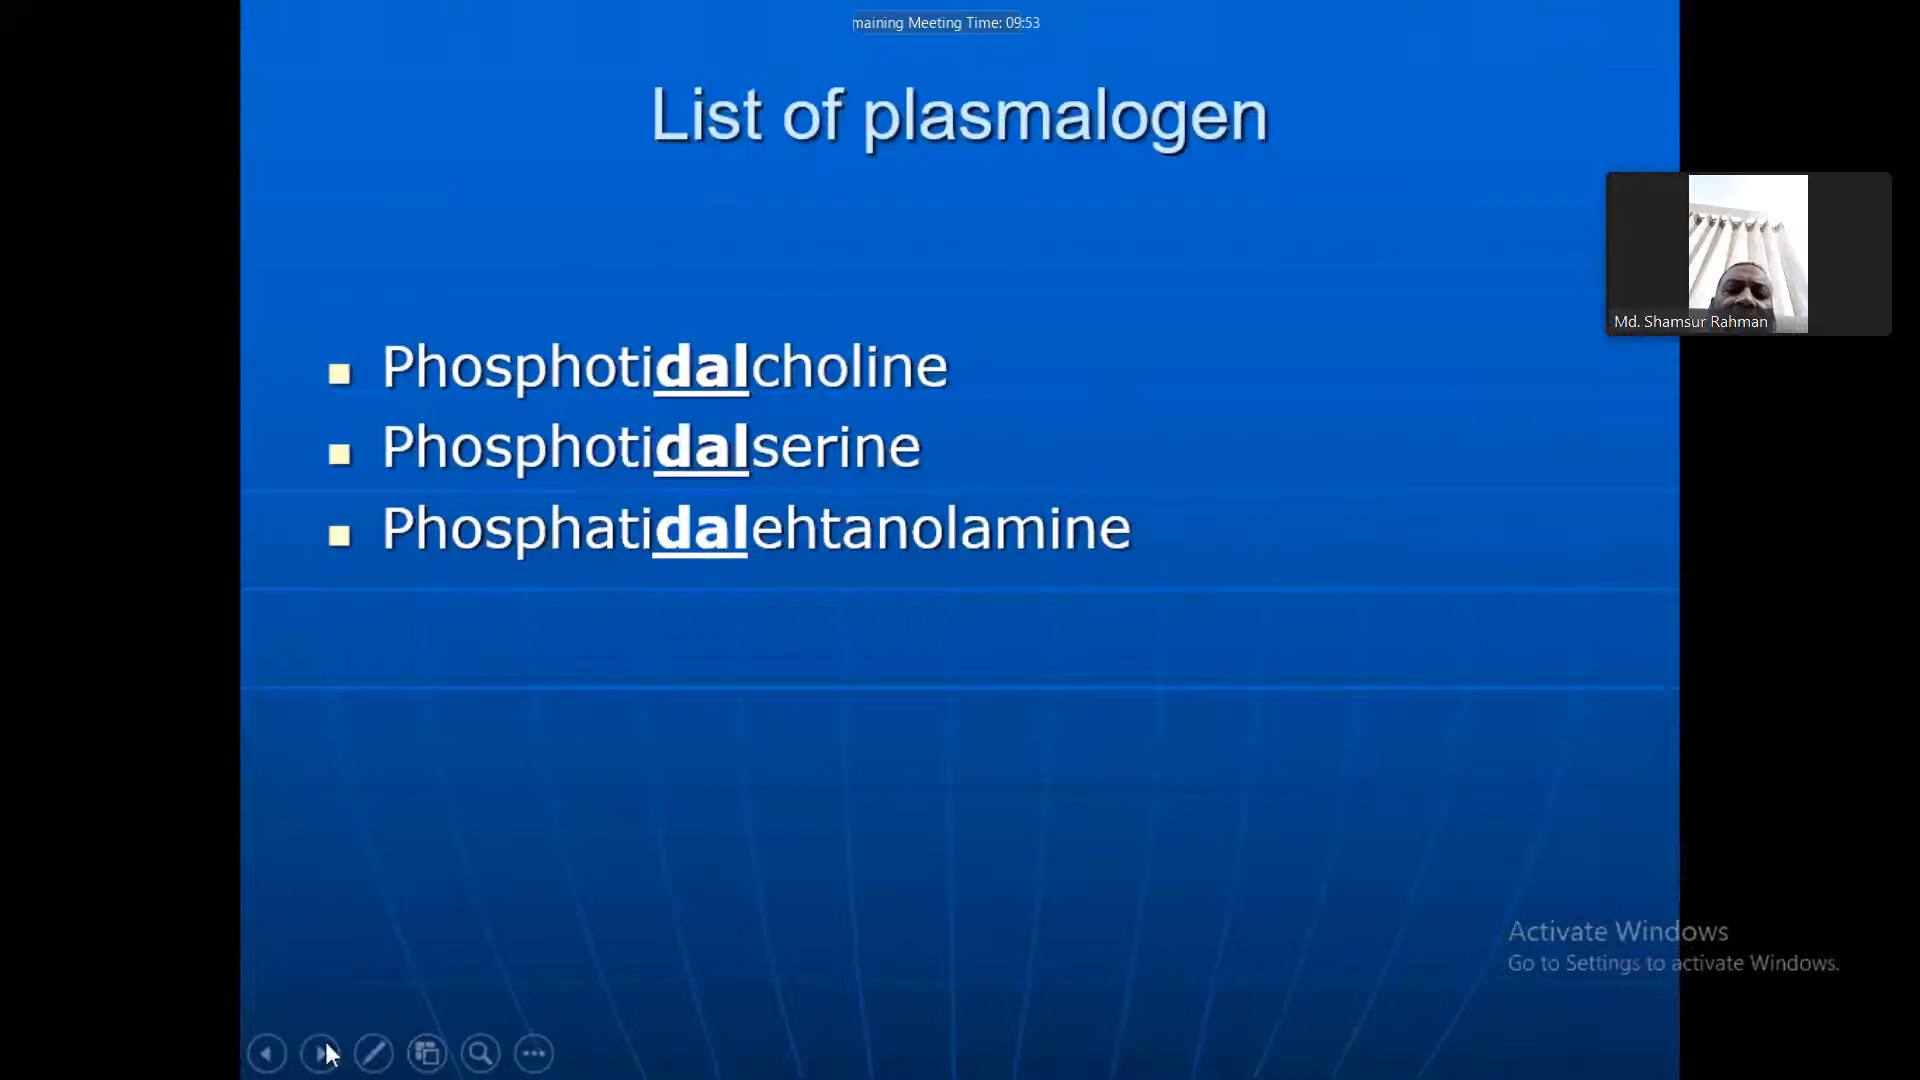 maining Meeting Time: 09:53
List of plasmalogen
Phosphotidalcholine
Phosphotidalserine
Phosphatidalehtanolamine
Md. Shamsur Rahman
Activate Windows
Go to Settings to activate Windows.